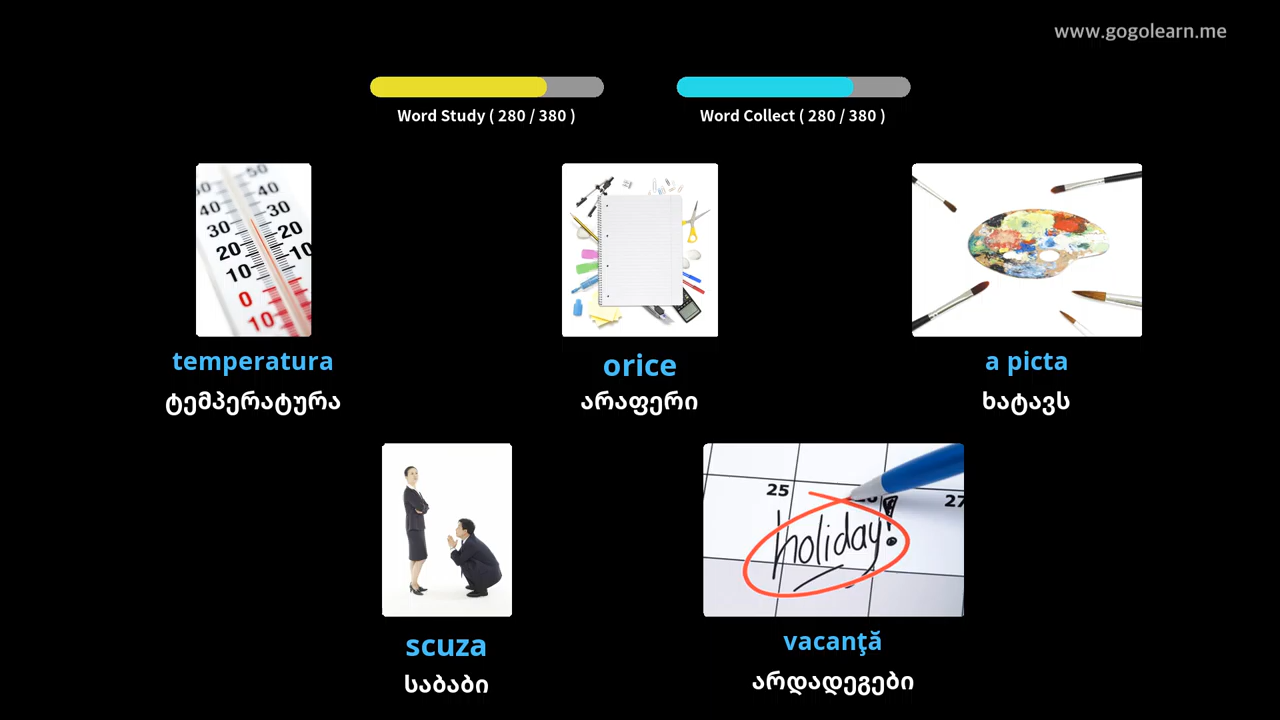 www.gogolearn.me
Word Study ( 280 / 380 )
Word Collect ( 280 / 380 )
50
50
40
40
30
30
20
20
10
10
0
10
temperatura
ტემპერატურა
orice
არაფერი
a picta
ხატავს
25
27
holiday!
scuza
საბაბი
vacanţă
არდადეგები